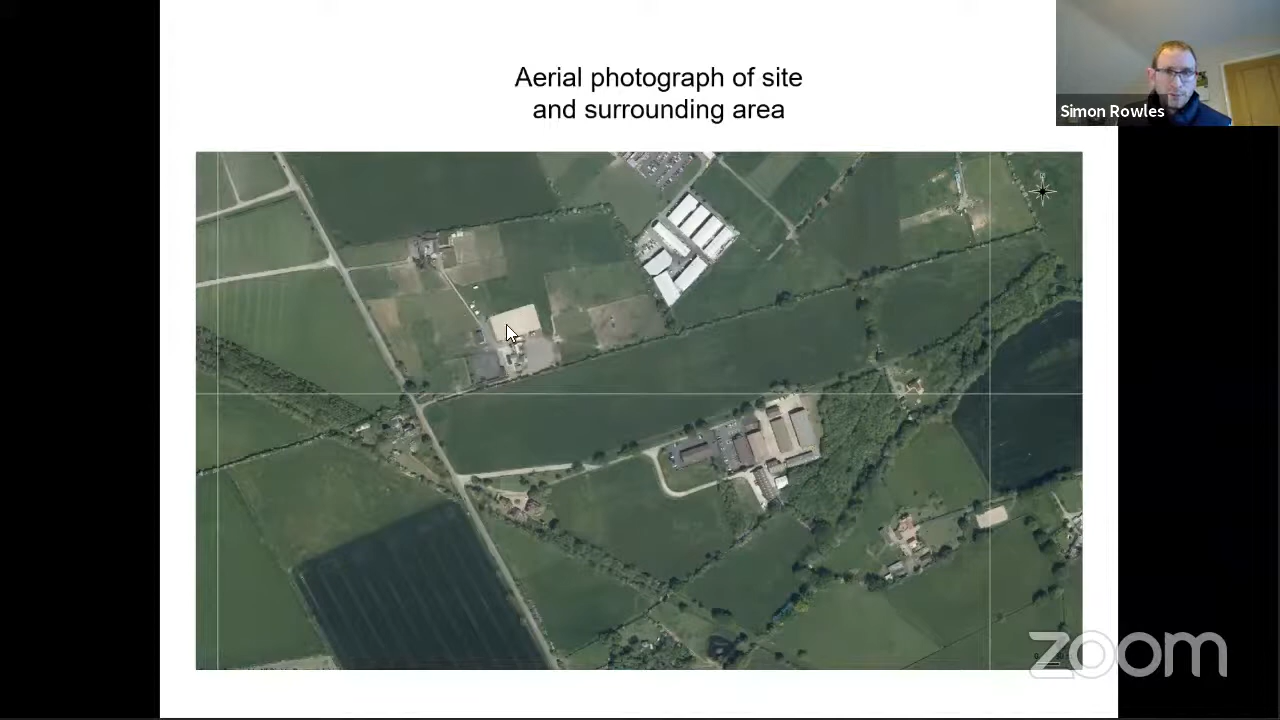 Aerial photograph of site
and surrounding area
Simon Rowles
zoom